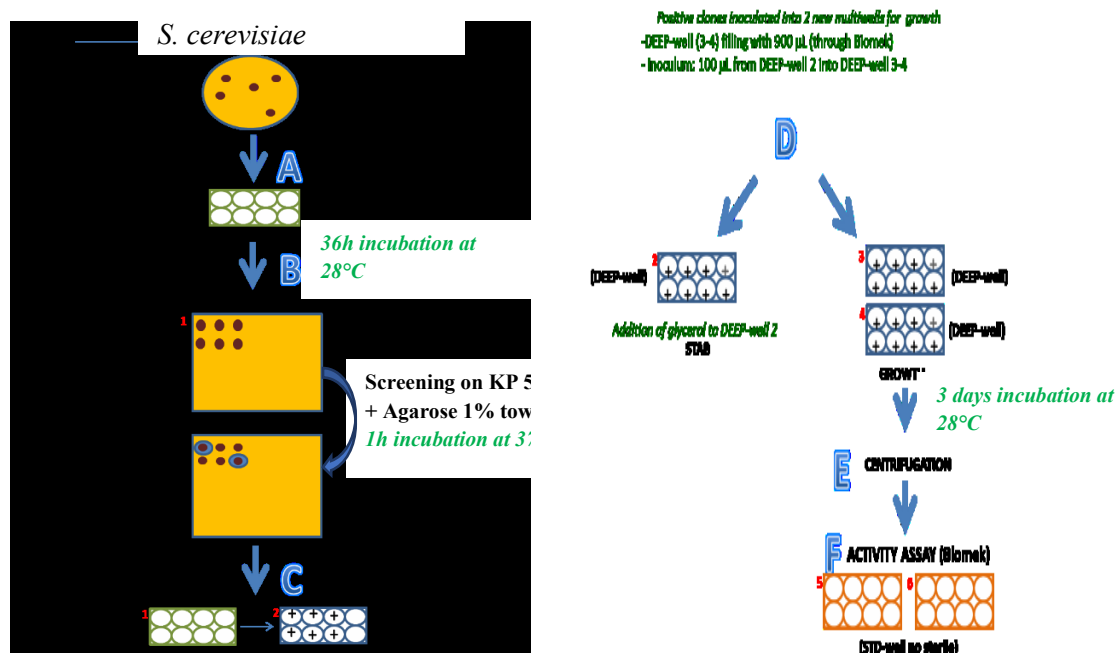 S. cerevisiae
A
36h incubation at
28°C
B
1
Screening on KP 5
+ Agarose 1% tow
1h incubation at 37
C
1
2
+ + +
+ + +
Positive clones inoculated into 2 new multiwells for growth
-DEEP-well (3-4) filling with 900 µL (through Biomek)
- Inoculum: 100 µL from DEEP-well 2 into DEEP-well 3-4
D
2
(DEEP-well)
+ + + +
+ + + +
Addition of glycerol to DEEP-well 2
3
+ + + +
+ + + +
(DEEP-well)
4
+ + + +
+ + + +
(DEEP-well)
3 days incubation at
28°C
E
CENTRIFUGATION
F
ACTIVITY ASSAY (Biomek)
5
6
(STD-well no sterile)